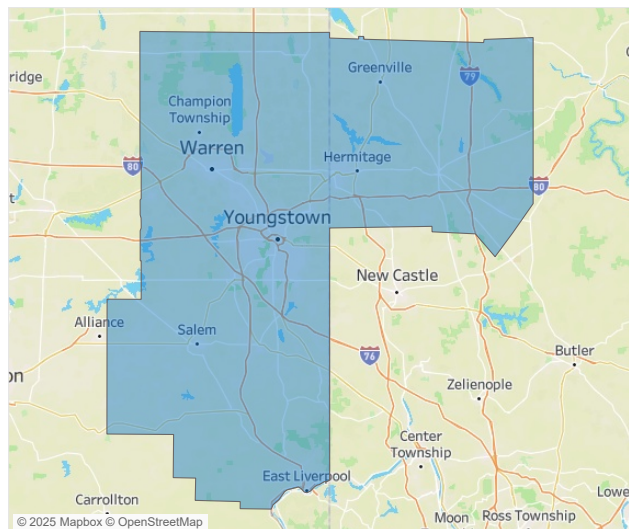 ridge
Greenville
79
Champion
Township
Warren
Hermitage
80
80
Youngstown
New Castle
Alliance
Salem
76
Butler
on
Zelienople
Center
Township
East Liverpool
Carrollton
Moon
Ross Township
Lowe
© 2025 Mapbox © OpenStreetMap